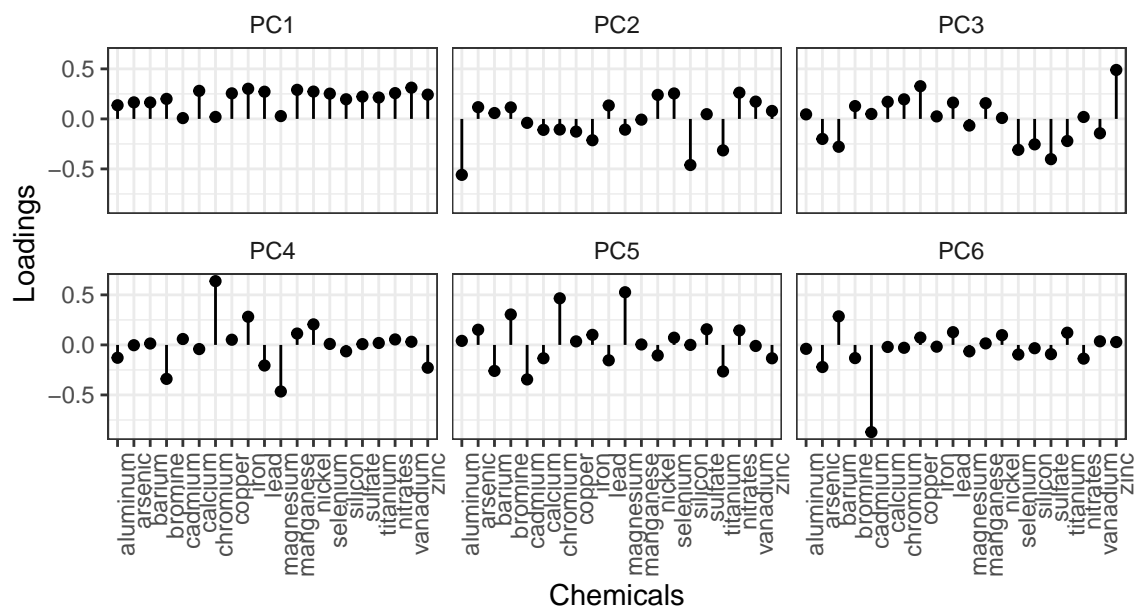 PC1 PC2 PC3
0.5
0.0
−0.5
PC4 PC5 PC6
0.5
0.0
−0.5
Loadings
aluminum arsenic barium bromine cadmium calcium chromium copper iron lead magnesium manganese nickel selenium silicon sulfate titanium nitrates vanadium zinc
aluminum arsenic barium bromine cadmium calcium chromium copper iron lead magnesium manganese nickel selenium silicon sulfate titanium nitrates vanadium zinc
aluminum arsenic barium bromine cadmium calcium chromium copper iron lead magnesium manganese nickel selenium silicon sulfate titanium nitrates vanadium zinc
Chemicals